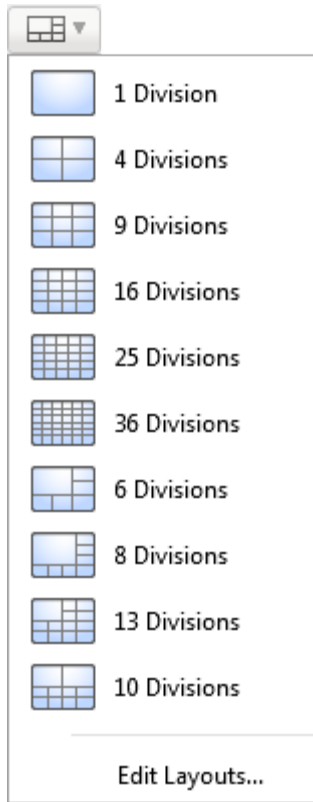 1 Division
4 Divisions
9 Divisions
16 Divisions
25 Divisions
36 Divisions
6 Divisions
8 Divisions
13 Divisions
10 Divisions
Edit Layouts...